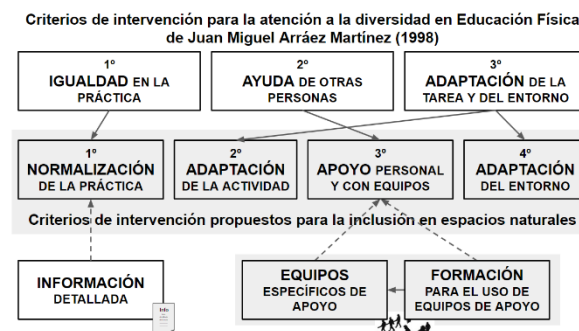 Criterios de intervención para la atención a la diversidad en Educación Física
de Juan Miguel Arráez Martínez (1998)
1º
IGUALDAD EN LA
PRÁCTICA
2º
AYUDA DE OTRAS
PERSONAS
3º
ADAPTACIÓN DE LA
TAREA Y DEL ENTORNO
1º
NORMALIZACIÓN
DE LA PRÁCTICA
2º
ADAPTACIÓN
DE LA ACTIVIDAD
3º
APOYO PERSONAL
Y CON EQUIPOS
4º
ADAPTACIÓN
DEL ENTORNO
Criterios de intervención propuestos para la inclusión en espacios naturales
INFORMACIÓN
DETALLADA
Info
EQUIPOS
ESPECÍFICOS DE
APOYO
FORMACIÓN
PARA EL USO DE
EQUIPOS DE APOYO